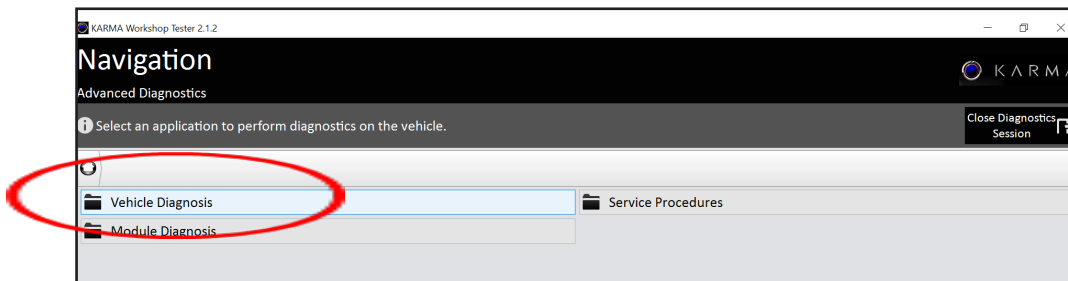 KARMA Workshop Tester 2.1.2
Navigation
KARM
Advanced Diagnostics
Select an application to perform diagnostics on the vehicle.
Close Diagnostics
Session
Vehicle Diagnosis
Service Procedures
Module Diagnosis